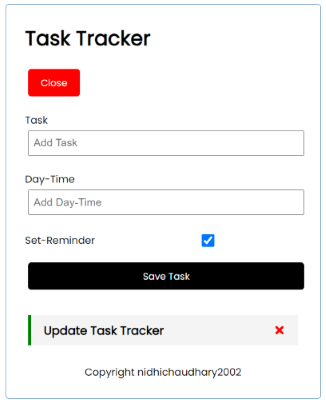 Task Tracker
Close
Task
Add Task
Day-Time
Add Day-Time
Set-Reminder
Save Task
Update Task Tracker
Copyright nidhichaudhary2002